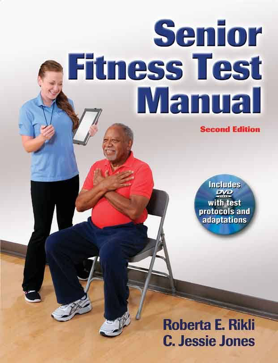 Senior
Fitness Test
Manual
Second Edition
Includes
DVD
with test
protocols and
adaptations
Roberta E. Rikli
C. Jessie Jones